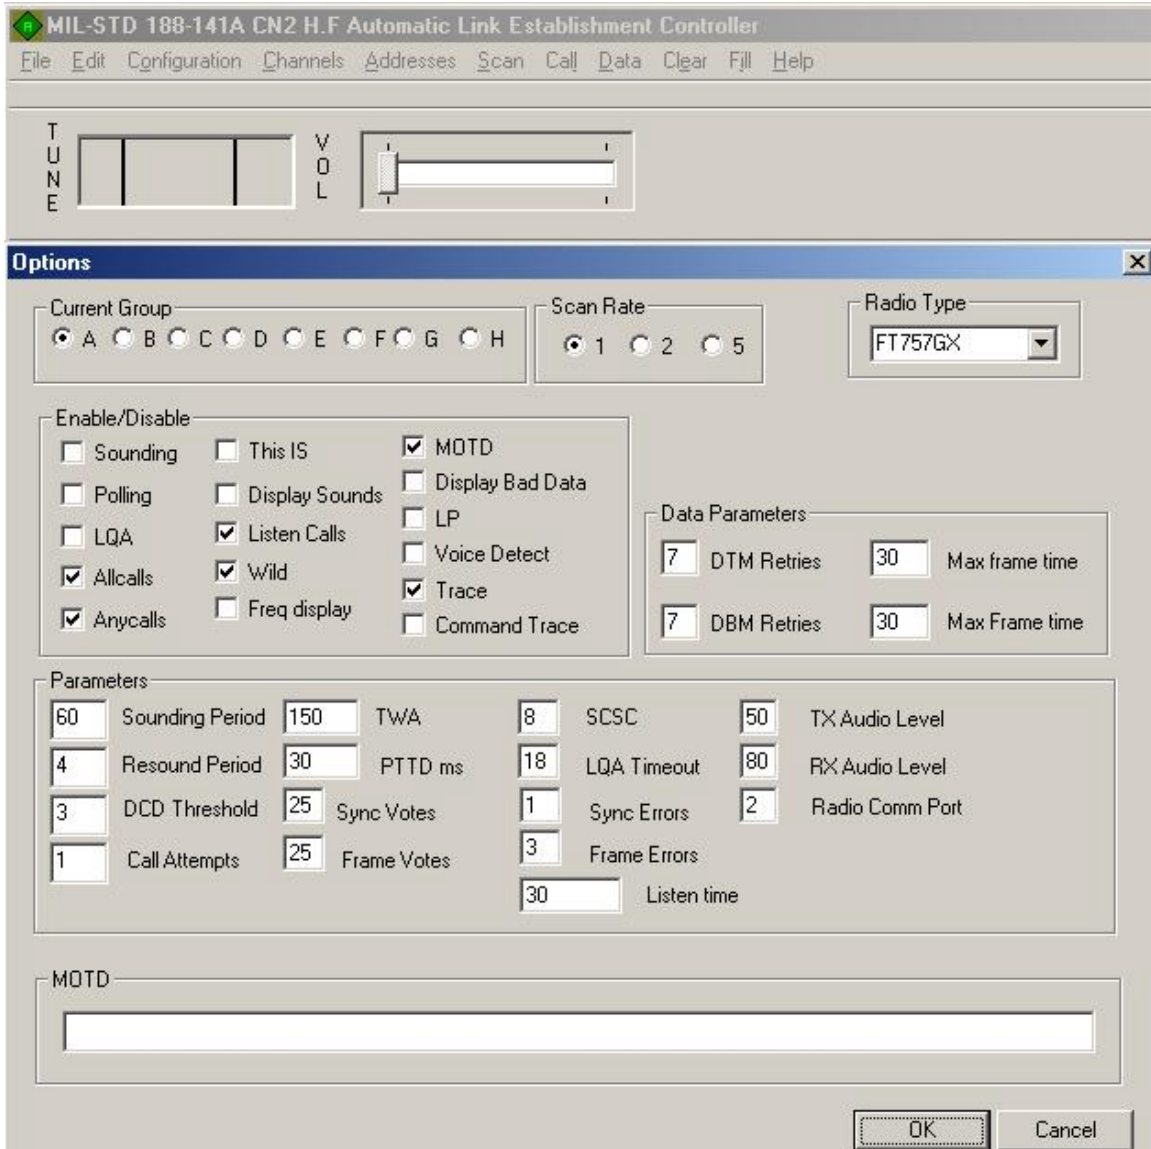 MIL-STD 188-141A CN2 H.F Automatic Link Establishment Controller
File Edit Configuration Channels Addresses Scan Call Data Clear Fill Help
TUNE
VOL
Options
Current Group
A B C D E F G H
Scan Rate
1 2 5
Radio Type
FT757GX
Enable/Disable
Sounding
Polling
LQA
Allcalls
Anycalls
This IS
Display Sounds
Listen Calls
Wild
Freq display
MOTD
Display Bad Data
LP
Voice Detect
Trace
Command Trace
Data Parameters
7 DTM Retries 30 Max frame time
7 DBM Retries 30 Max Frame time
Parameters
60 Sounding Period 150 TWA 8 SCSC 50 TX Audio Level
4 Resound Period 30 PTTD ms 18 LQA Timeout 80 RX Audio Level
3 DCD Threshold 25 Sync Votes 1 Sync Errors 2 Radio Comm Port
1 Call Attempts 25 Frame Votes 3 Frame Errors
30 Listen time
MOTD
OK Cancel